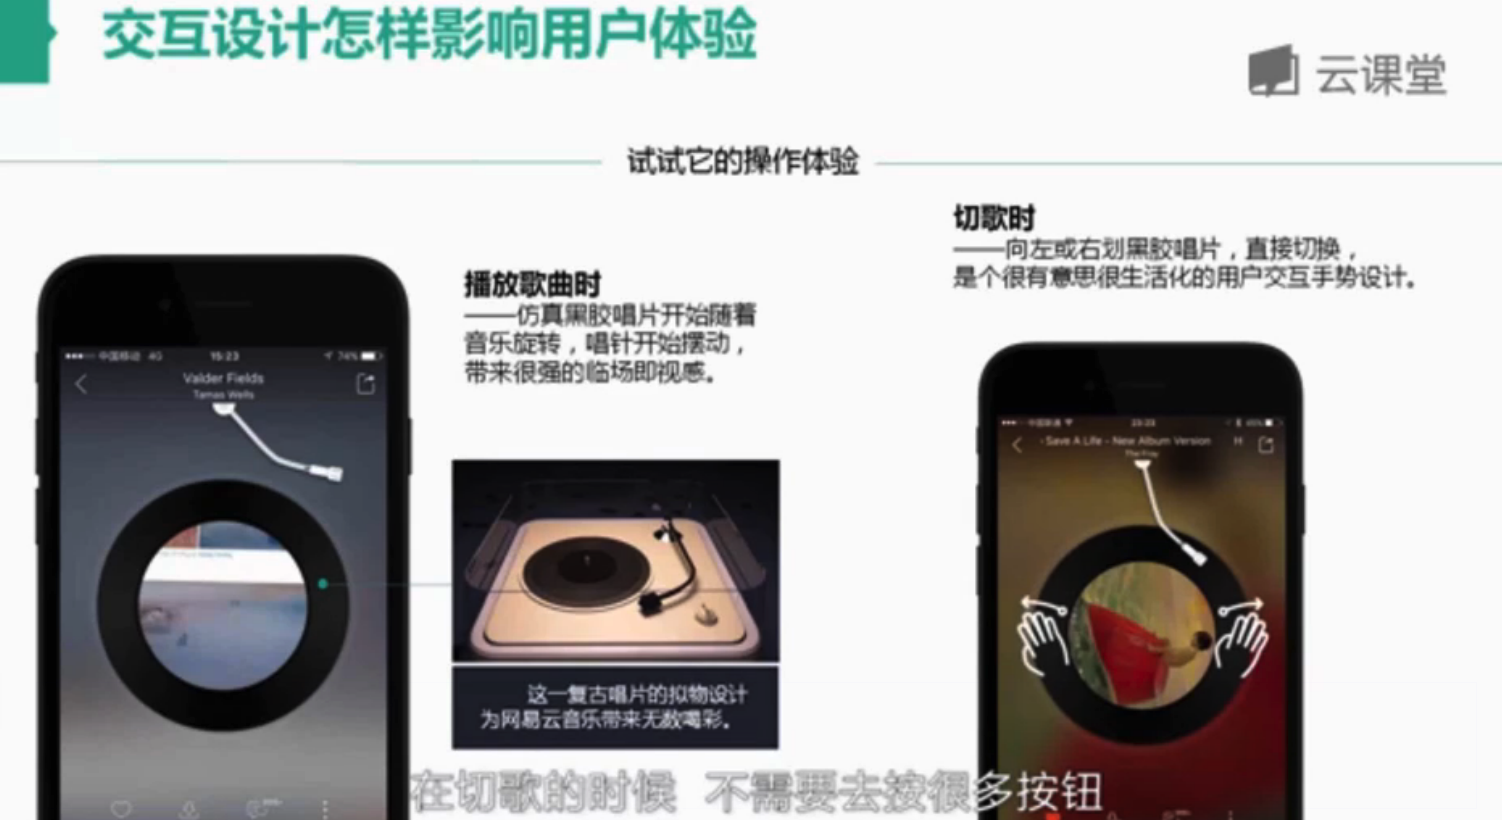 交互设计怎样影响用户体验
云课堂
试试它的操作体验
切歌时
——向左或右划黑胶唱片，直接切换，
是个很有意思很生活化的用户交互手势设计。
播放歌曲时
——仿真黑胶唱片开始随着
音乐旋转，唱针开始摆动，
带来很强的临场即视感。
中国移动 4G 15:23 74%
Valder Fields
Tamas Wells
23:23
- Save A Life - New Album Version H
The Fray
这一复古唱片的拟物设计
为网易云音乐带来无数喝彩。
在切歌的时候 不需要去按很多按钮